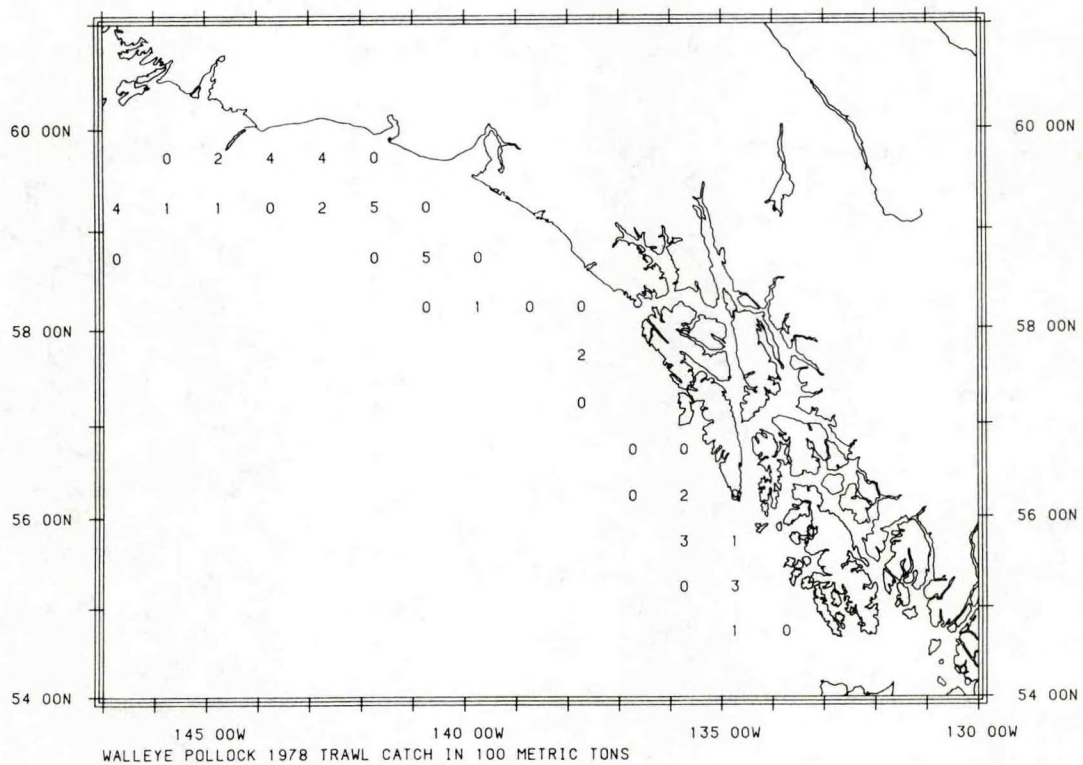 60 00N 60 00N
0 2 4 4 0
4 1 1 0 2 5 0
0 0 5 0
0 1 0 0
58 00N 58 00N
2
0
0 0
0 2
56 00N 56 00N
3 1
0 3
1 0
54 00N 54 00N
145 00W 140 00W 135 00W 130 00W
WALLEYE POLLOCK 1978 TRAWL CATCH IN 100 METRIC TONS